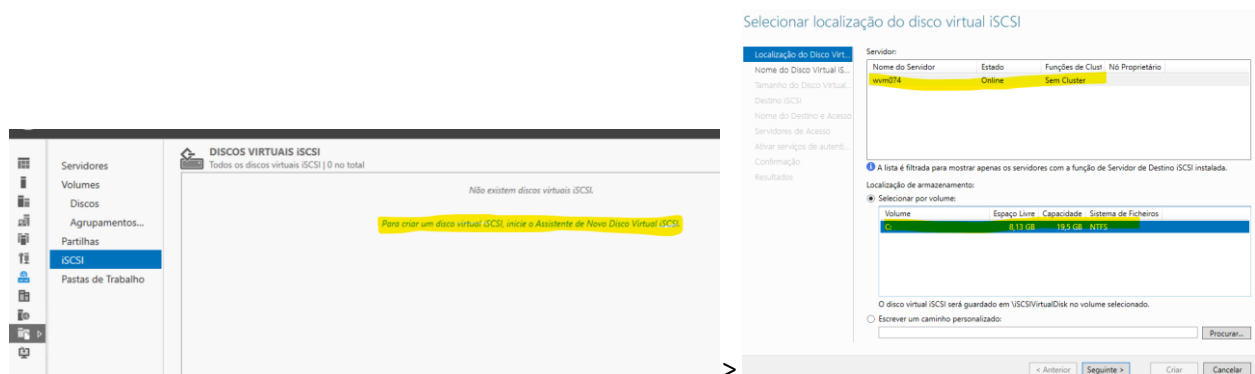 Servidores
Volumes
Discos
Agrupamentos...
Partilhas
iSCSI
Pastas de Trabalho
DISCOS VIRTUAIS iSCSI
Todos os discos virtuais iSCSI | 0 no total
Não existem discos virtuais iSCSI.
Para criar um disco virtual iSCSI, inicie o Assistente de Novo Disco Virtual iSCSI.
>
Selecionar localização do disco virtual iSCSI
Localização do Disco Virt...
Nome do Disco Virtual iS...
Tamanho do Disco Virtual...
Destino iSCSI
Nome do Destino e Acesso
Servidores de Acesso
Ativar serviços de autenti...
Confirmação
Resultados
Servidor:
Nome do Servidor Estado Funções de Clust Nó Proprietário
wvm074 Online Sem Cluster
A lista é filtrada para mostrar apenas os servidores com a função de Servidor de Destino iSCSI instalada.
Localização de armazenamento:
Selecionar por volume:
Volume Espaço Livre Capacidade Sistema de Ficheiros
C: 8,13 GB 19,5 GB NTFS
O disco virtual iSCSI será guardado em \iSCSIVirtualDisk no volume selecionado.
Escrever um caminho personalizado:
Procurar...
< Anterior Seguinte > Criar Cancelar